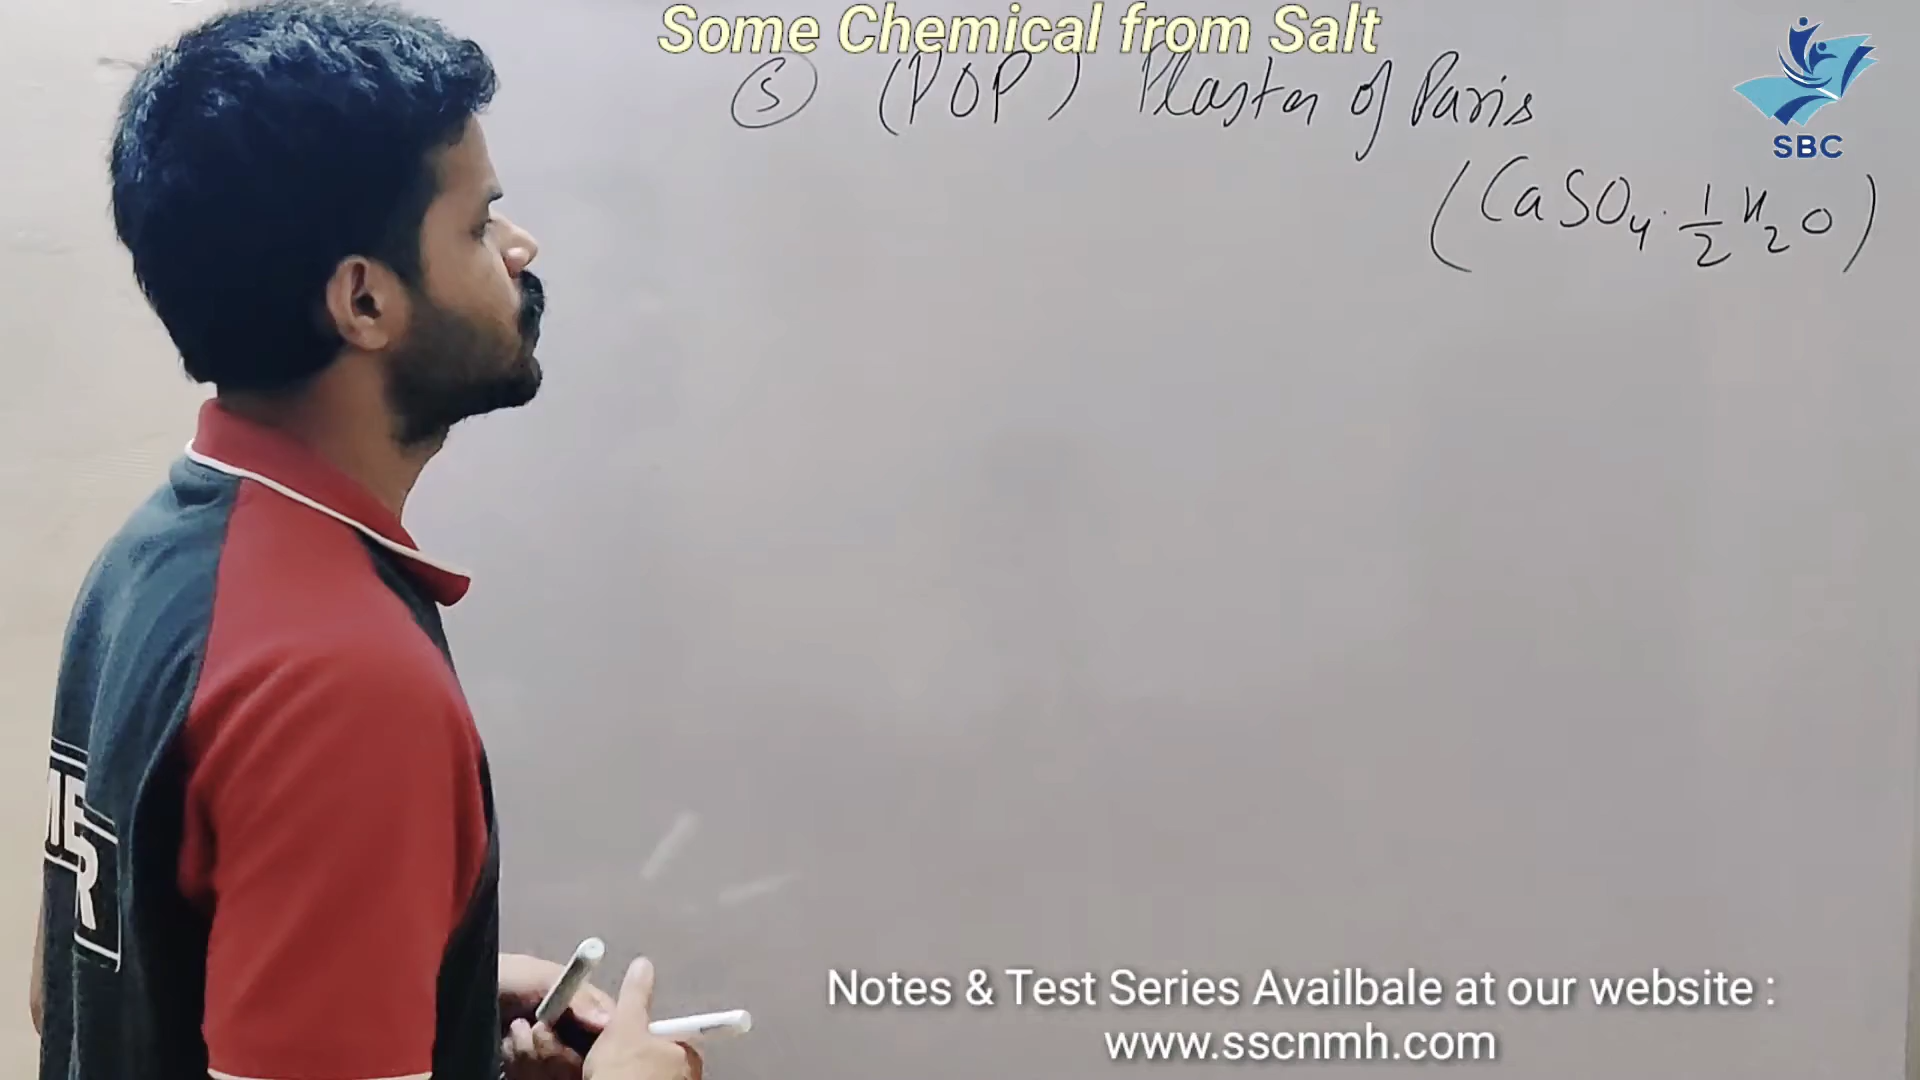 Some Chemical from Salt
⑤ (POP) Plaster of Paris
SBC
(CaSO₄.½H₂O)
R
Notes & Test Series Availbale at our website :
www.sscnmh.com